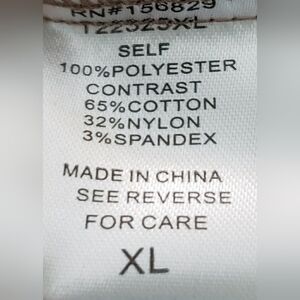 RN#156829
122325XL
SELF
100%POLYESTER
CONTRAST
65%COTTON
32%NYLON
3%SPANDEX
MADE IN CHINA
SEE REVERSE
FOR CARE
XL